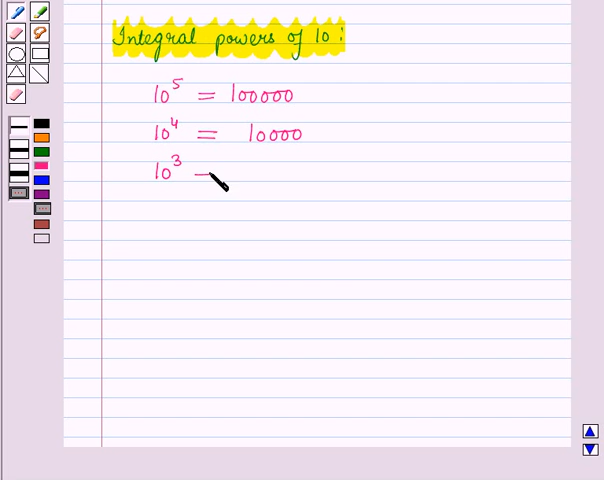 Integral powers of 10 :
10⁵ = 100000
10⁴ = 10000
10³ –